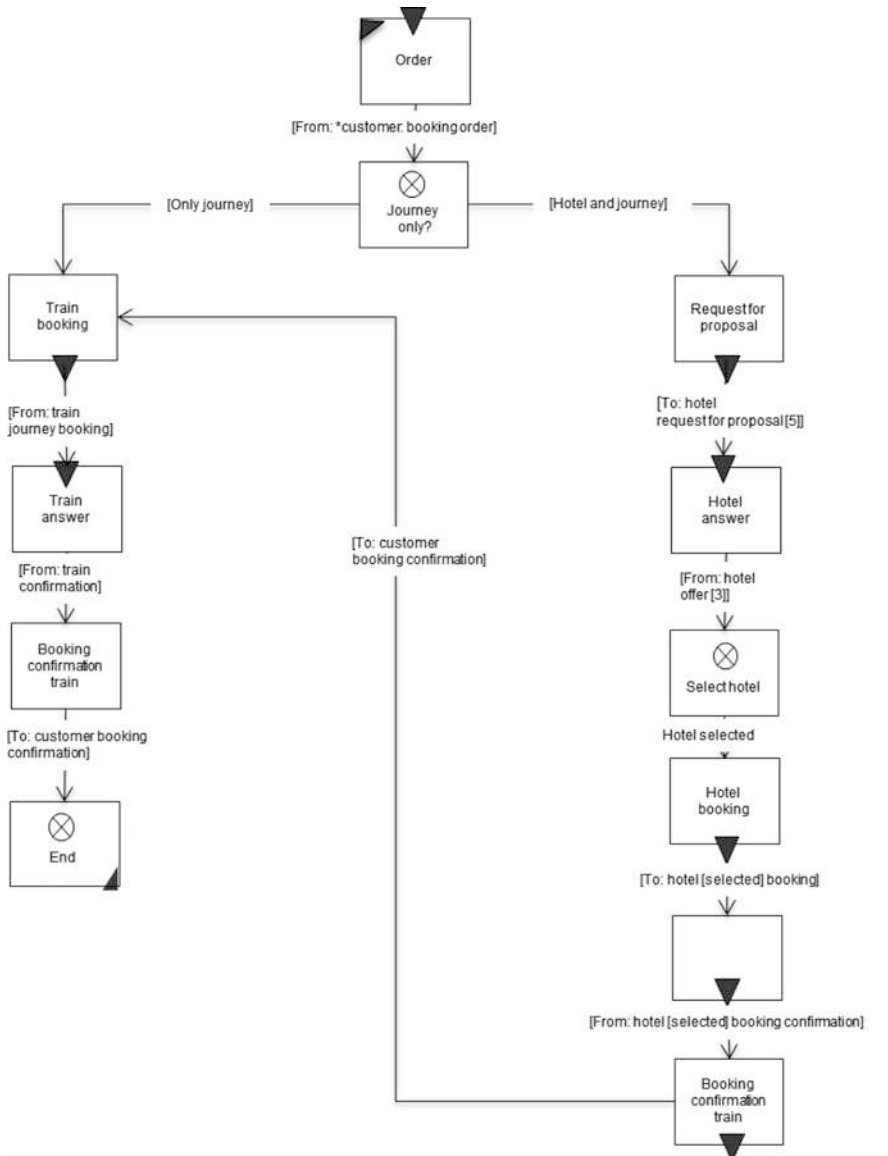 Order
[From: *customer: booking order]
Journey
only?
[Only journey]
[Hotel and journey]
Train
booking
[From: train
journey booking]
Train
answer
[From: train
confirmation]
Booking
confirmation
train
[To: customer booking
confirmation]
End
[To: customer
booking confirmation]
Request for
proposal
[To: hotel
request for proposal [5]]
Hotel
answer
[From: hotel
offer [3]]
Select hotel
Hotel selected
Hotel
booking
[To: hotel [selected] booking]
[From: hotel [selected] booking confirmation]
Booking
confirmation
train